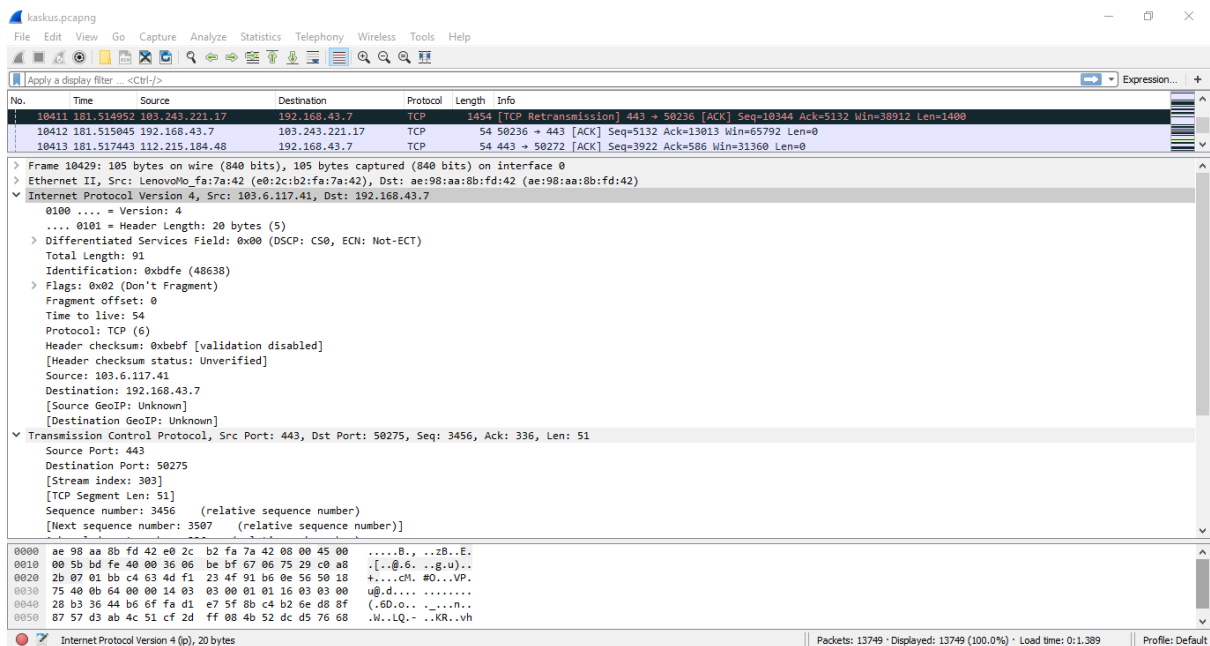 kaskus.pcapng
File Edit View Go Capture Analyze Statistics Telephony Wireless Tools Help
Apply a display filter ... <Ctrl-/> Expression... +
No. Time Source Destination Protocol Length Info
10411 181.514952 103.243.221.17 192.168.43.7 TCP 1454 [TCP Retransmission] 443 → 50236 [ACK] Seq=10344 Ack=5132 Win=38912 Len=1400
10412 181.515045 192.168.43.7 103.243.221.17 TCP 54 50236 → 443 [ACK] Seq=5132 Ack=13013 Win=65792 Len=0
10413 181.517443 112.215.184.48 192.168.43.7 TCP 54 443 → 50272 [ACK] Seq=3922 Ack=586 Win=31360 Len=0
Frame 10429: 105 bytes on wire (840 bits), 105 bytes captured (840 bits) on interface 0
Ethernet II, Src: LenovoMo_fa:7a:42 (e0:2c:b2:fa:7a:42), Dst: ae:98:aa:8b:fd:42 (ae:98:aa:8b:fd:42)
Internet Protocol Version 4, Src: 103.6.117.41, Dst: 192.168.43.7
0100 .... = Version: 4
.... 0101 = Header Length: 20 bytes (5)
Differentiated Services Field: 0x00 (DSCP: CS0, ECN: Not-ECT)
Total Length: 91
Identification: 0xbdfe (48638)
Flags: 0x02 (Don't Fragment)
Fragment offset: 0
Time to live: 54
Protocol: TCP (6)
Header checksum: 0xbebf [validation disabled]
[Header checksum status: Unverified]
Source: 103.6.117.41
Destination: 192.168.43.7
[Source GeoIP: Unknown]
[Destination GeoIP: Unknown]
Transmission Control Protocol, Src Port: 443, Dst Port: 50275, Seq: 3456, Ack: 336, Len: 51
Source Port: 443
Destination Port: 50275
[Stream index: 303]
[TCP Segment Len: 51]
Sequence number: 3456 (relative sequence number)
[Next sequence number: 3507 (relative sequence number)]
0000 ae 98 aa 8b fd 42 e0 2c b2 fa 7a 42 08 00 45 00 .....B., ..zB..E.
0010 00 5b bd fe 40 00 36 06 be bf 67 06 75 29 c0 a8 .[..@.6. ..g.u)..
0020 2b 07 01 bb c4 63 4d f1 23 4f 91 b6 0e 56 50 18 +....cM. #O...VP.
0030 75 40 0b 64 00 00 14 03 03 00 01 01 16 03 03 00 u@.d.... ........
0040 28 b3 36 44 b6 6f fa d1 e7 5f 8b c4 b2 6e d8 8f (.6D.o.. ._...n..
0050 87 57 d3 ab 4c 51 cf 2d ff 08 4b 52 dc d5 76 68 .W..LQ.- ..KR..vh
Internet Protocol Version 4 (ip), 20 bytes Packets: 13749 · Displayed: 13749 (100.0%) · Load time: 0:1.389 Profile: Default